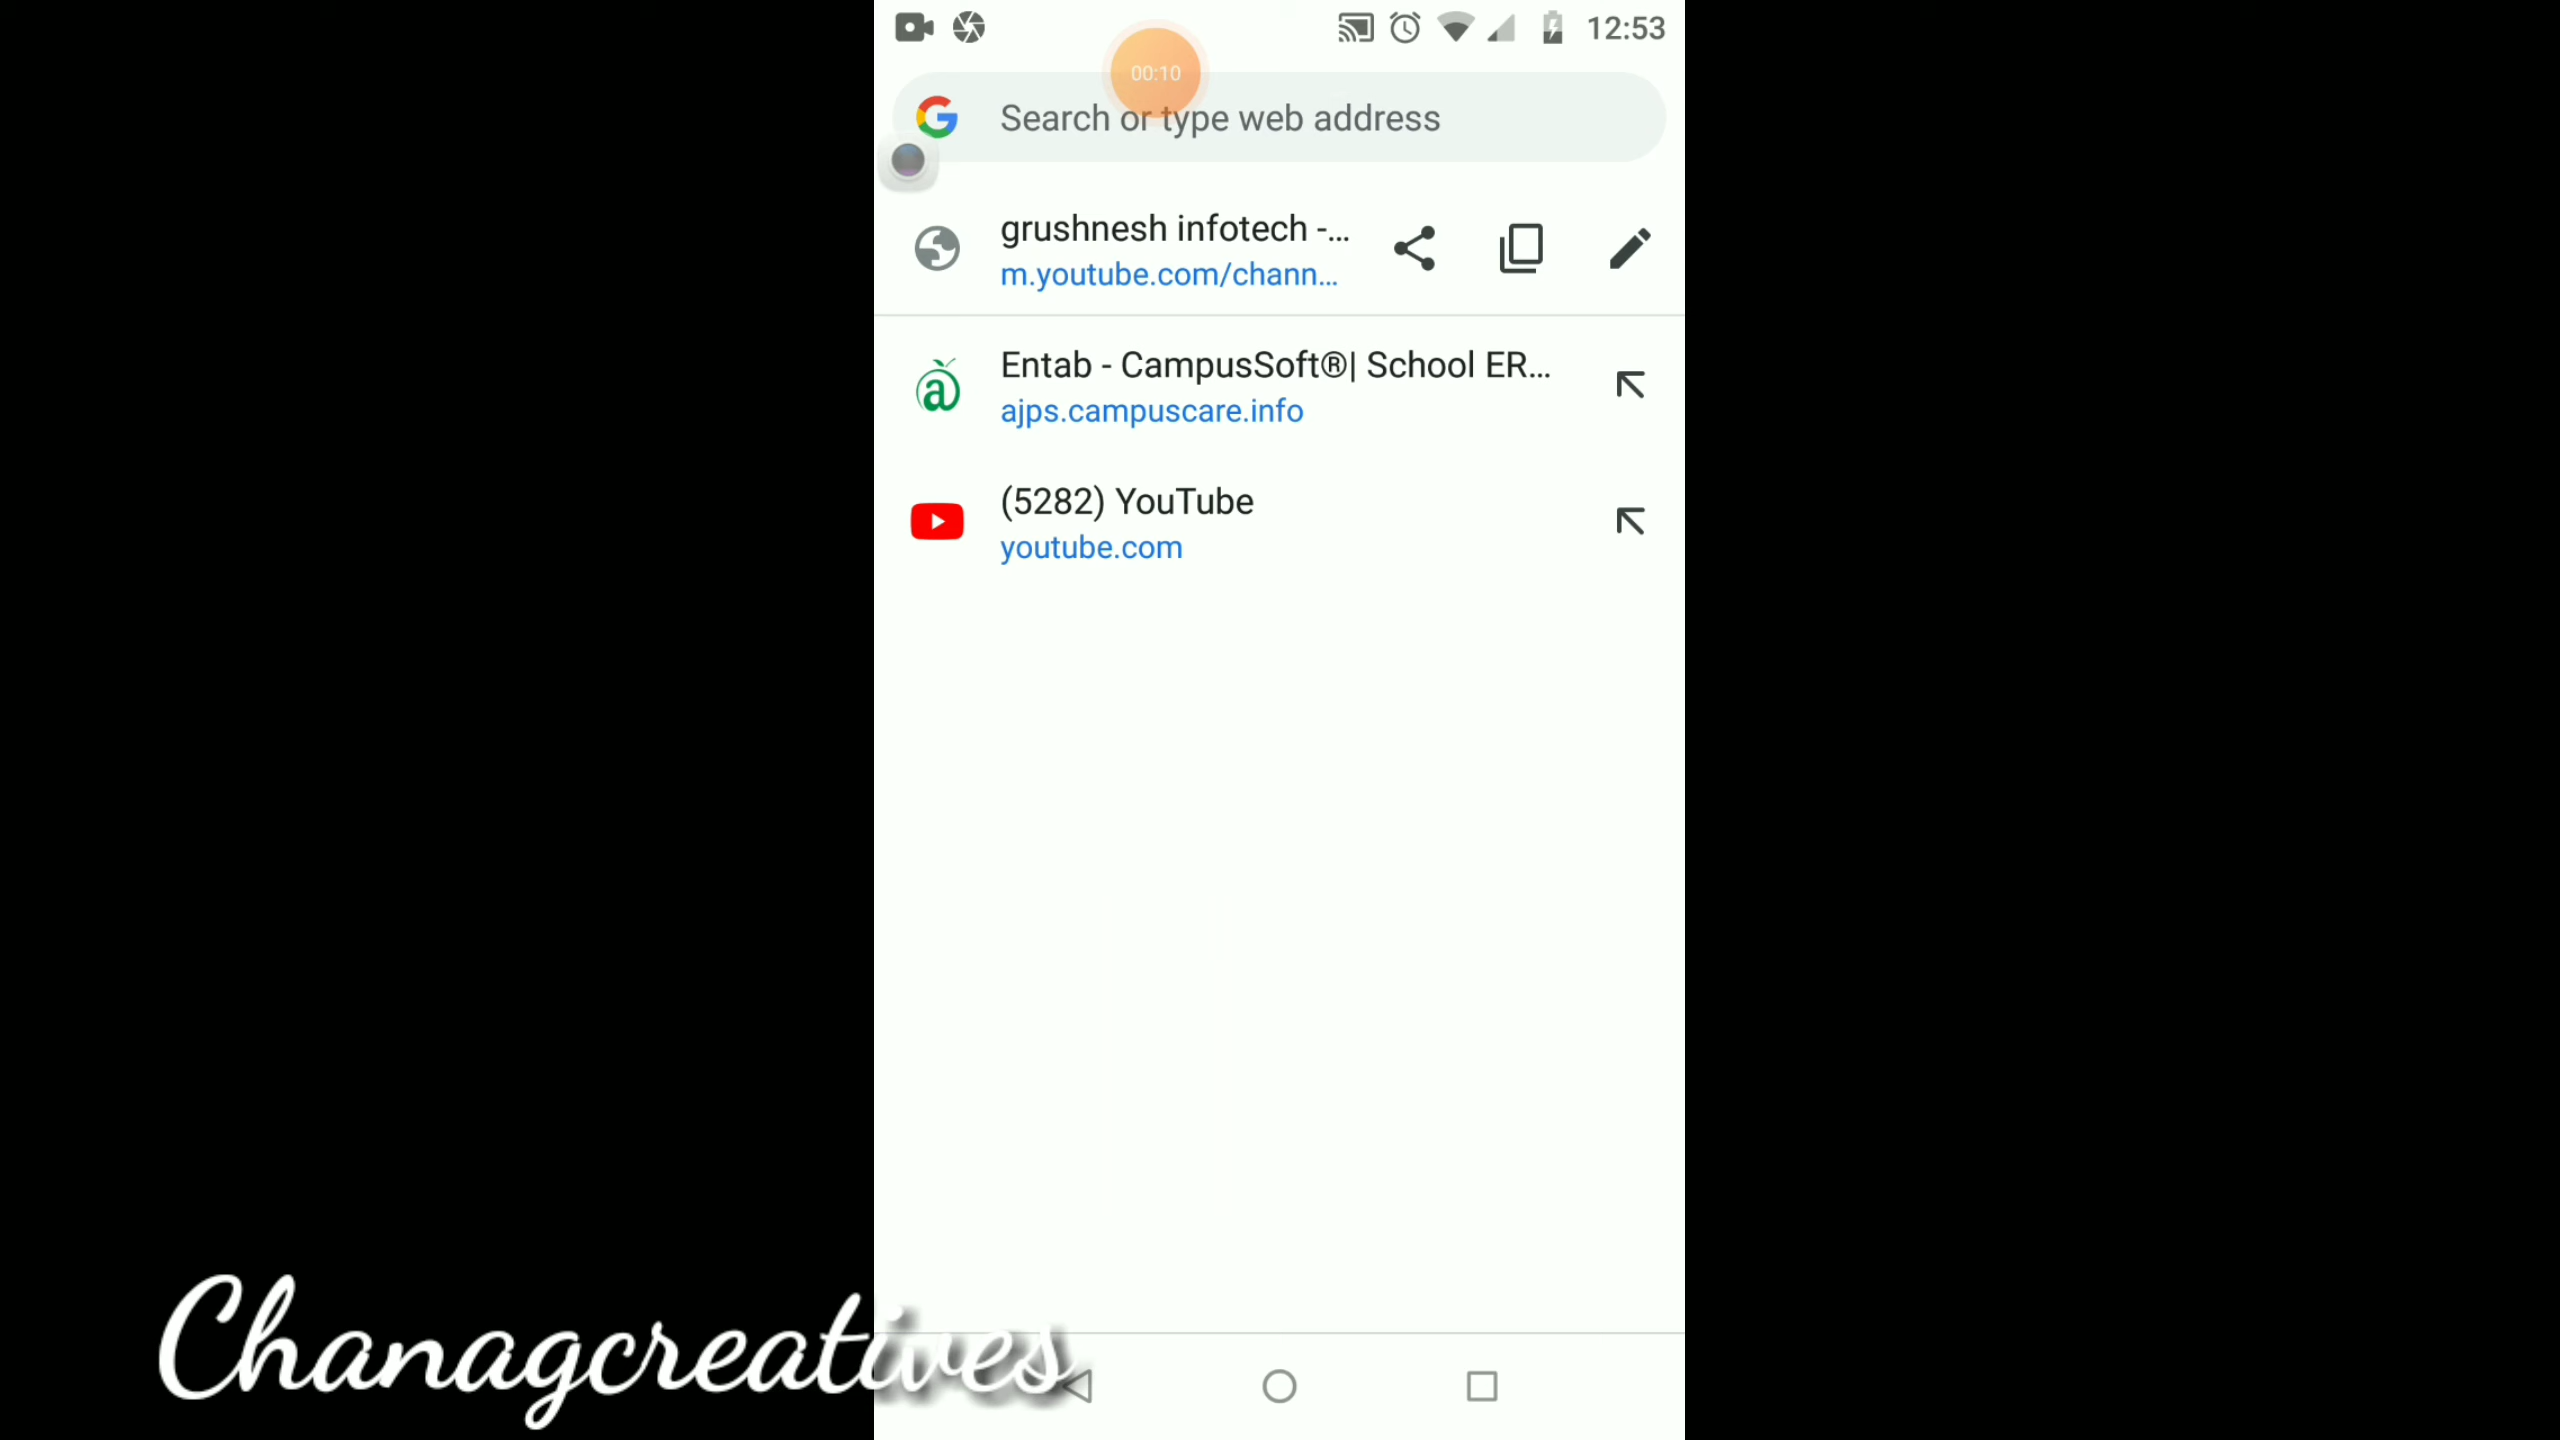 12:53
00:10
Search or type web address
grushnesh infotech -...
m.youtube.com/chann...
Entab - CampusSoft®| School ER...
ajps.campuscare.info
(5282) YouTube
youtube.com
Chanagcreatives